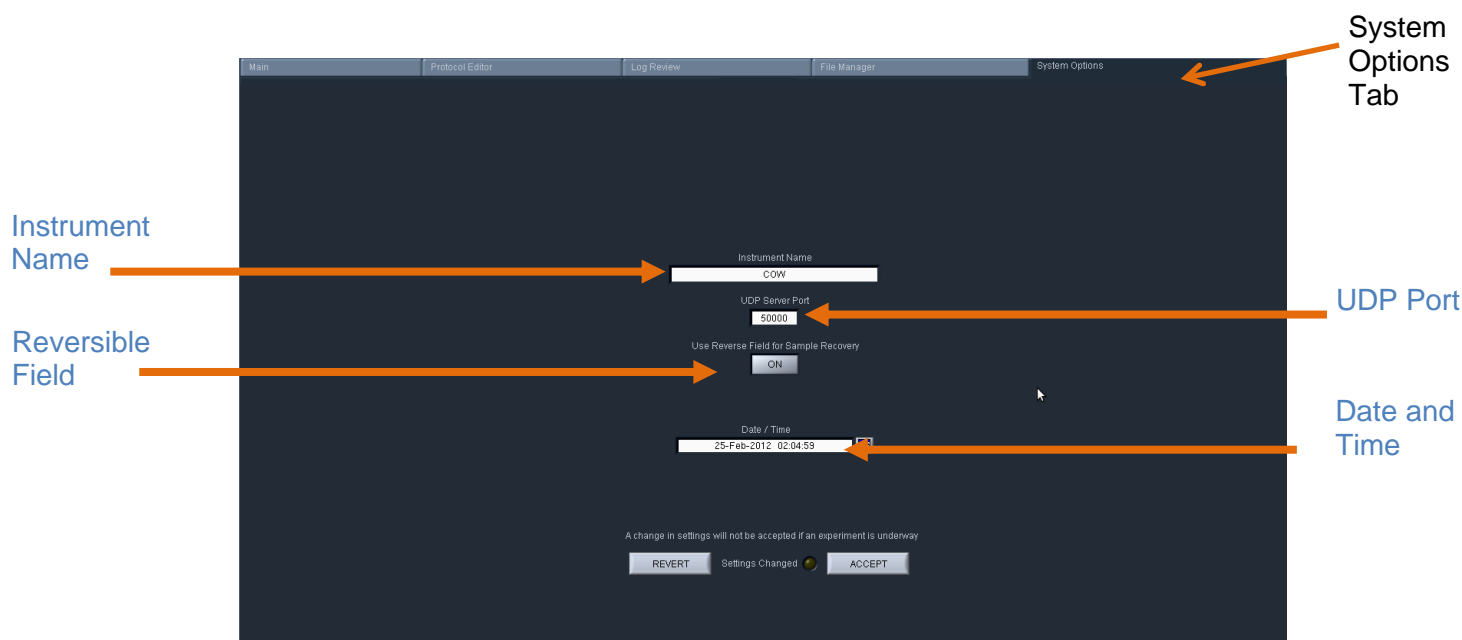 System
Options
Tab
Main
Protocol Editor
Log Review
File Manager
System Options
Instrument
Name
Instrument Name
COW
UDP Server Port
50000
UDP Port
Reversible
Field
Use Reverse Field for Sample Recovery
ON
Date and
Time
Date / Time
25-Feb-2012 02:04:59
A change in settings will not be accepted if an experiment is underway
REVERT
Settings Changed
ACCEPT